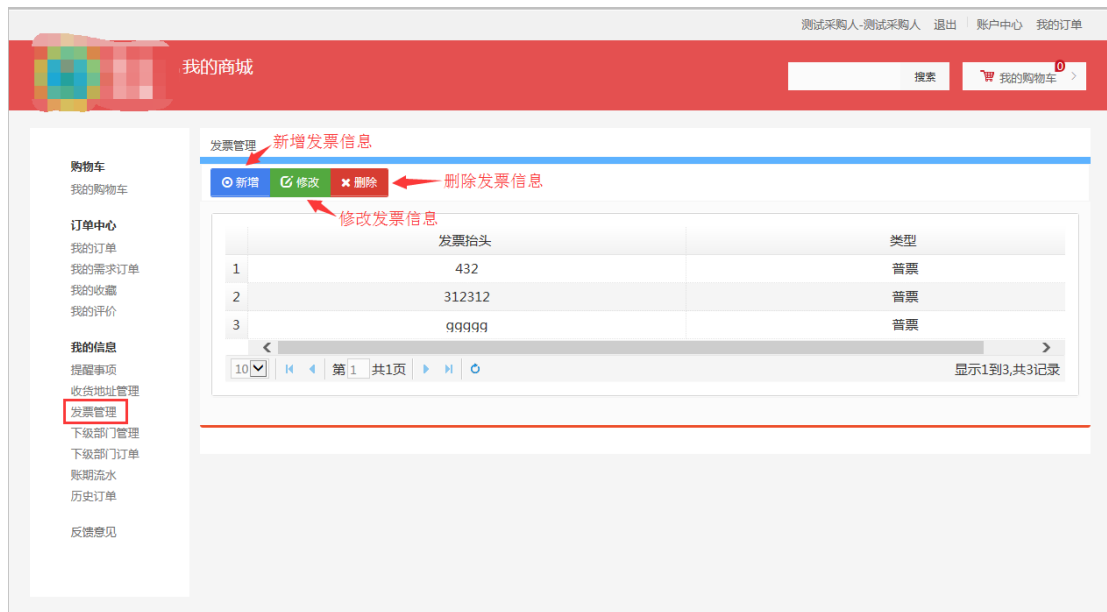 测试采购人-测试采购人 退出 账户中心 我的订单
我的商城
搜索
我的购物车 0
购物车
我的购物车
订单中心
我的订单
我的需求订单
我的收藏
我的评价
我的信息
提醒事项
收货地址管理
发票管理
下级部门管理
下级部门订单
账期流水
历史订单
反馈意见
发票管理 新增发票信息
新增 修改 删除 删除发票信息
修改发票信息
发票抬头 类型
1 432 普票
2 312312 普票
3 qqqqq 普票
10 第 1 共1页 显示1到3,共3记录